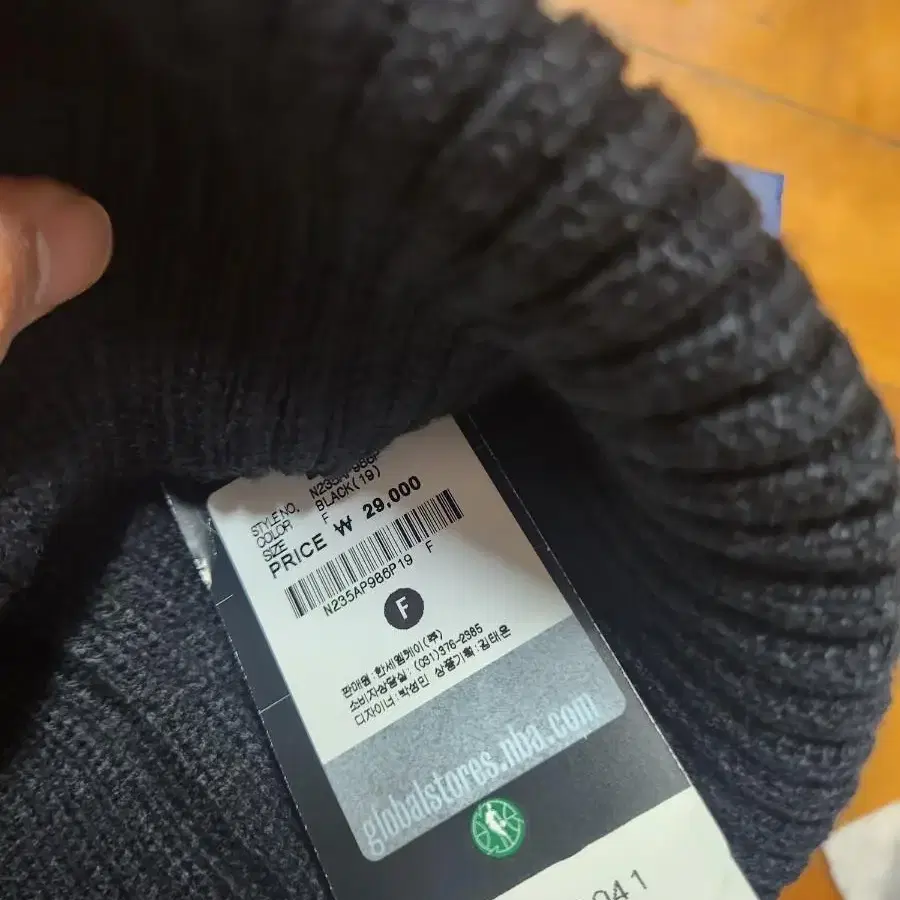 STYLE NO. N235AP986P
COLOR BLACK(19)
SIZE F
PRICE ₩ 29,000
N235AP986P19 F
F
판매원 : 한세엠케이(주)
소비자상담실 : (031)376-2385
디자이너 : 박성민 상품기획 : 김태은
globalstores.nba.com
041